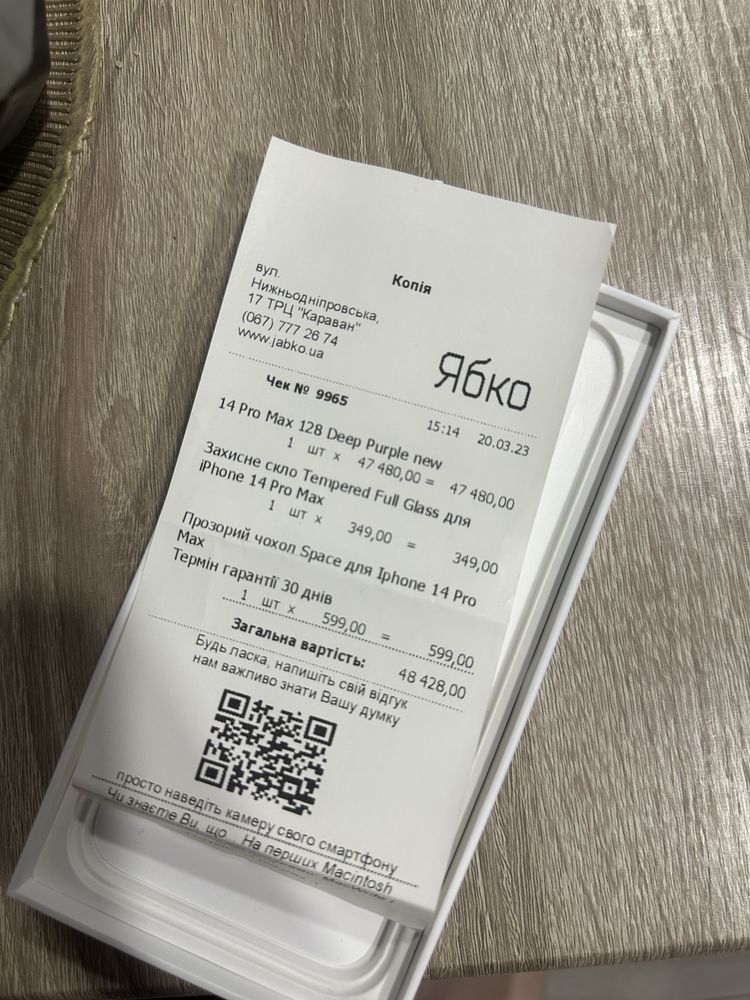 Копія
вул.
Нижньодніпровська,
17 ТРЦ "Караван"
(067) 777 26 74
www.jabko.ua
Ябко
Чек № 9965
15:14 20.03.23
14 Pro Max 128 Deep Purple new
1 шт x 47 480,00 = 47 480,00
Захисне скло Tempered Full Glass для
iPhone 14 Pro Max
1 шт x 349,00 = 349,00
Прозорий чохол Space для Iphone 14 Pro
Max
Термін гарантії 30 днів
1 шт x 599,00 = 599,00
Загальна вартість: 48 428,00
Будь ласка, напишіть свій відгук
нам важливо знати Вашу думку
просто наведіть камеру свого смартфону
Чи знаєте Ви, що . На перших Macintosh